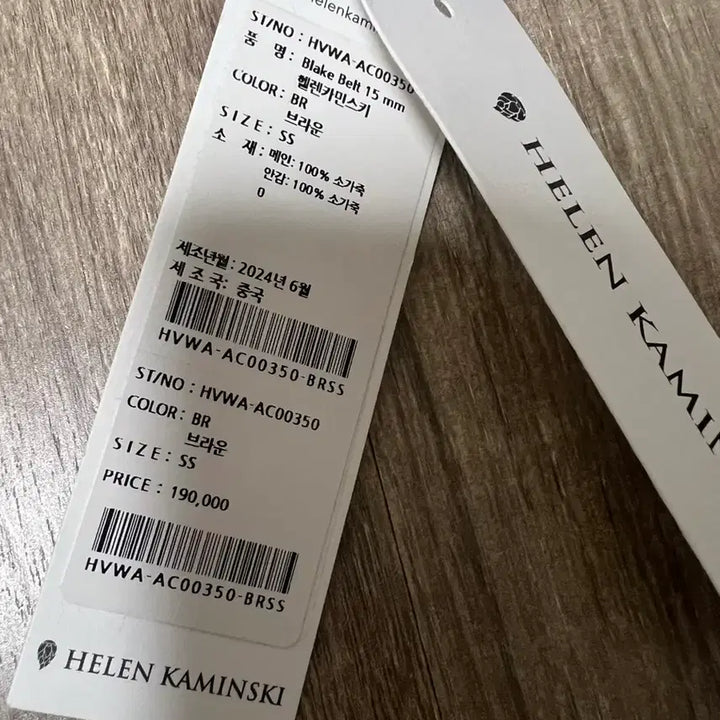 Helenkami
ST/NO : HVWA-AC00350
품 명 : Blake Belt 15 mm
헬렌카민스키
COLOR : BR
브라운
SIZE : SS
소 재 : 메인: 100% 소가죽
안감: 100% 소가죽
0
제조년월 : 2024년 6월
제 조 국 : 중국
HVWA-AC00350-BRSS
ST/NO : HVWA-AC00350
COLOR : BR
브라운
SIZE : SS
PRICE : 190,000
HVWA-AC00350-BRSS
HELEN KAMINSKI
HELEN KAMI